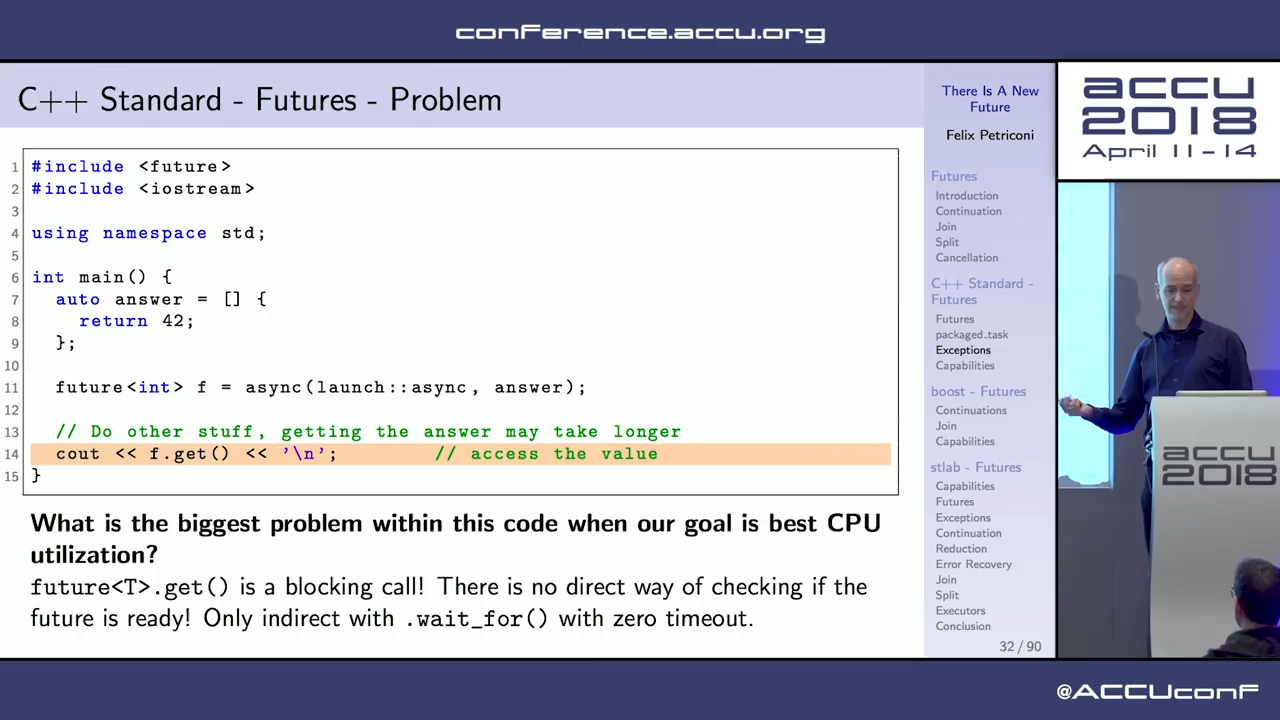 conference.accu.org
C++ Standard - Futures - Problem
1 #include <future>
2 #include <iostream>
3
4 using namespace std;
5
6 int main() {
7 auto answer = [] {
8 return 42;
9 };
10
11 future<int> f = async(launch::async, answer);
12
13 // Do other stuff, getting the answer may take longer
14 cout << f.get() << '\n'; // access the value
15 }
What is the biggest problem within this code when our goal is best CPU
utilization?
future<T>.get() is a blocking call! There is no direct way of checking if the
future is ready! Only indirect with .wait_for() with zero timeout.
There Is A New
Future
Felix Petriconi
Futures
Introduction
Continuation
Join
Split
Cancellation
C++ Standard -
Futures
Futures
packaged_task
Exceptions
Capabilities
boost - Futures
Continuations
Join
Capabilities
stlab - Futures
Capabilities
Futures
Exceptions
Continuation
Reduction
Error Recovery
Join
Split
Executors
Conclusion
32 / 90
accu
2018
April 11-14
accu
2018
@ACCUconf